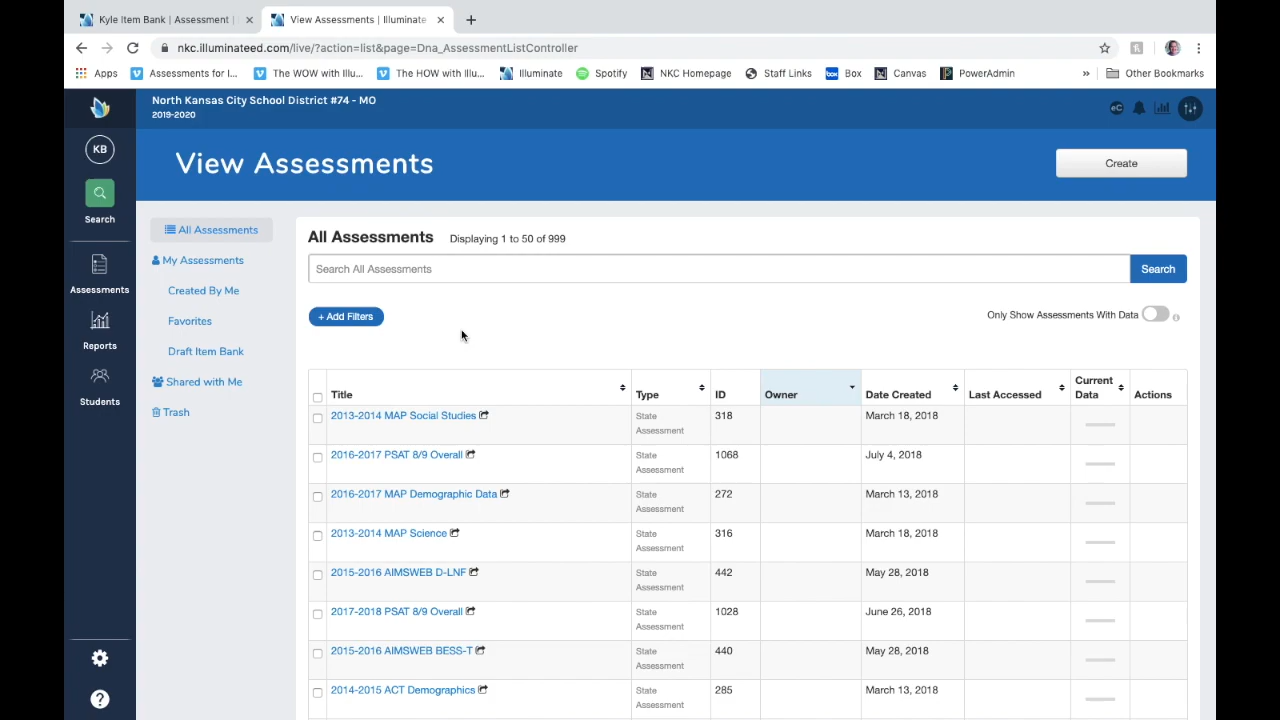 Kyle Item Bank | Assessment
View Assessments | Illuminate
nkc.illuminateed.com/live/?action=list&page=Dna_AssessmentListController
Apps
Assessments for I...
The WOW with Illu...
The HOW with Illu...
Illuminate
Spotify
NKC Homepage
Staff Links
Box
Canvas
PowerAdmin
»
Other Bookmarks
North Kansas City School District #74 - MO
2019-2020
KB
Search
Assessments
Reports
Students
View Assessments
Create
All Assessments
My Assessments
Created By Me
Favorites
Draft Item Bank
Shared with Me
Trash
All Assessments Displaying 1 to 50 of 999
Search All Assessments
Search
+ Add Filters
Only Show Assessments With Data
Title Type ID Owner Date Created Last Accessed Current Data Actions
2013-2014 MAP Social Studies State Assessment 318 March 18, 2018
2016-2017 PSAT 8/9 Overall State Assessment 1068 July 4, 2018
2016-2017 MAP Demographic Data State Assessment 272 March 13, 2018
2013-2014 MAP Science State Assessment 316 March 18, 2018
2015-2016 AIMSWEB D-LNF State Assessment 442 May 28, 2018
2017-2018 PSAT 8/9 Overall State Assessment 1028 June 26, 2018
2015-2016 AIMSWEB BESS-T State Assessment 440 May 28, 2018
2014-2015 ACT Demographics State Assessment 285 March 13, 2018